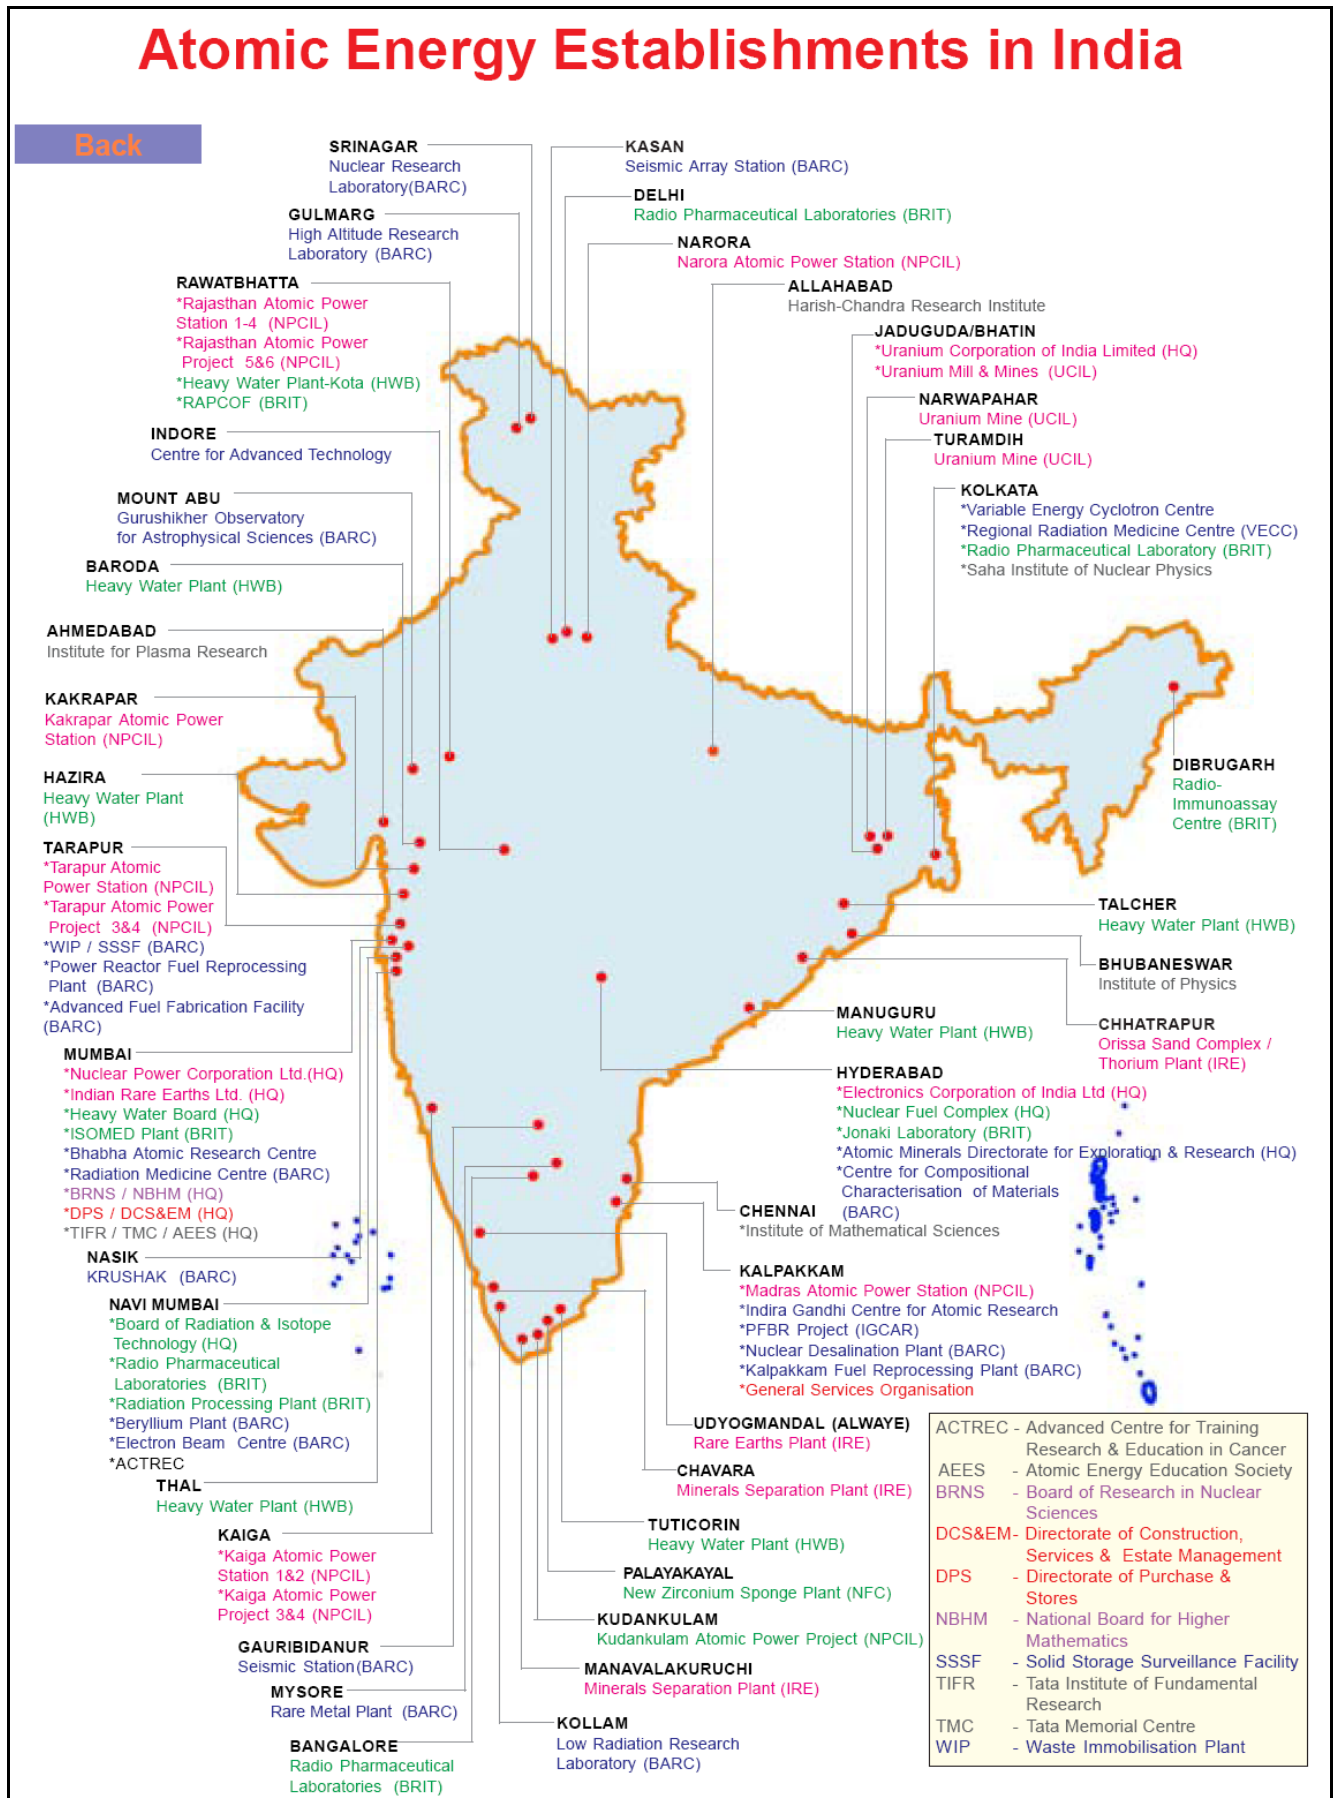 Atomic Energy Establishments in India
Back
SRINAGAR
Nuclear Research
Laboratory(BARC)
GULMARG
High Altitude Research
Laboratory (BARC)
RAWATBHATTA
*Rajasthan Atomic Power
Station 1-4 (NPCIL)
*Rajasthan Atomic Power
Project 5&6 (NPCIL)
*Heavy Water Plant-Kota (HWB)
*RAPCOF (BRIT)
INDORE
Centre for Advanced Technology
MOUNT ABU
Gurushikher Observatory
for Astrophysical Sciences (BARC)
BARODA
Heavy Water Plant (HWB)
AHMEDABAD
Institute for Plasma Research
KAKRAPAR
Kakrapar Atomic Power
Station (NPCIL)
HAZIRA
Heavy Water Plant
(HWB)
TARAPUR
*Tarapur Atomic
Power Station (NPCIL)
*Tarapur Atomic Power
Project 3&4 (NPCIL)
*WIP / SSSF (BARC)
*Power Reactor Fuel Reprocessing
Plant (BARC)
*Advanced Fuel Fabrication Facility
(BARC)
MUMBAI
*Nuclear Power Corporation Ltd.(HQ)
*Indian Rare Earths Ltd. (HQ)
*Heavy Water Board (HQ)
*ISOMED Plant (BRIT)
*Bhabha Atomic Research Centre
*Radiation Medicine Centre (BARC)
*BRNS / NBHM (HQ)
*DPS / DCS&EM (HQ)
*TIFR / TMC / AEES (HQ)
NASIK
KRUSHAK (BARC)
NAVI MUMBAI
*Board of Radiation & Isotope
Technology (HQ)
*Radio Pharmaceutical
Laboratories (BRIT)
*Radiation Processing Plant (BRIT)
*Beryllium Plant (BARC)
*Electron Beam Centre (BARC)
*ACTREC
THAL
Heavy Water Plant (HWB)
KAIGA
*Kaiga Atomic Power
Station 1&2 (NPCIL)
*Kaiga Atomic Power
Project 3&4 (NPCIL)
GAURIBIDANUR
Seismic Station(BARC)
MYSORE
Rare Metal Plant (BARC)
BANGALORE
Radio Pharmaceutical
Laboratories (BRIT)
KASAN
Seismic Array Station (BARC)
DELHI
Radio Pharmaceutical Laboratories (BRIT)
NARORA
Narora Atomic Power Station (NPCIL)
ALLAHABAD
Harish-Chandra Research Institute
JADUGUDA/BHATIN
*Uranium Corporation of India Limited (HQ)
*Uranium Mill & Mines (UCIL)
NARWAPAHAR
Uranium Mine (UCIL)
TURAMDIH
Uranium Mine (UCIL)
KOLKATA
*Variable Energy Cyclotron Centre
*Regional Radiation Medicine Centre (VECC)
*Radio Pharmaceutical Laboratory (BRIT)
*Saha Institute of Nuclear Physics
DIBRUGARH
Radio-
Immunoassay
Centre (BRIT)
TALCHER
Heavy Water Plant (HWB)
BHUBANESWAR
Institute of Physics
CHHATRAPUR
Orissa Sand Complex /
Thorium Plant (IRE)
MANUGURU
Heavy Water Plant (HWB)
HYDERABAD
*Electronics Corporation of India Ltd (HQ)
*Nuclear Fuel Complex (HQ)
*Jonaki Laboratory (BRIT)
*Atomic Minerals Directorate for Exploration & Research (HQ)
*Centre for Compositional
Characterisation of Materials
(BARC)
CHENNAI
*Institute of Mathematical Sciences
KALPAKKAM
*Madras Atomic Power Station (NPCIL)
*Indira Gandhi Centre for Atomic Research
*PFBR Project (IGCAR)
*Nuclear Desalination Plant (BARC)
*Kalpakkam Fuel Reprocessing Plant (BARC)
*General Services Organisation
UDYOGMANDAL (ALWAYE)
Rare Earths Plant (IRE)
CHAVARA
Minerals Separation Plant (IRE)
TUTICORIN
Heavy Water Plant (HWB)
PALAYAKAYAL
New Zirconium Sponge Plant (NFC)
KUDANKULAM
Kudankulam Atomic Power Project (NPCIL)
MANAVALAKURUCHI
Minerals Separation Plant (IRE)
KOLLAM
Low Radiation Research
Laboratory (BARC)
ACTREC - Advanced Centre for Training
Research & Education in Cancer
AEES - Atomic Energy Education Society
BRNS - Board of Research in Nuclear
Sciences
DCS&EM- Directorate of Construction,
Services & Estate Management
DPS - Directorate of Purchase &
Stores
NBHM - National Board for Higher
Mathematics
SSSF - Solid Storage Surveillance Facility
TIFR - Tata Institute of Fundamental
Research
TMC - Tata Memorial Centre
WIP - Waste Immobilisation Plant